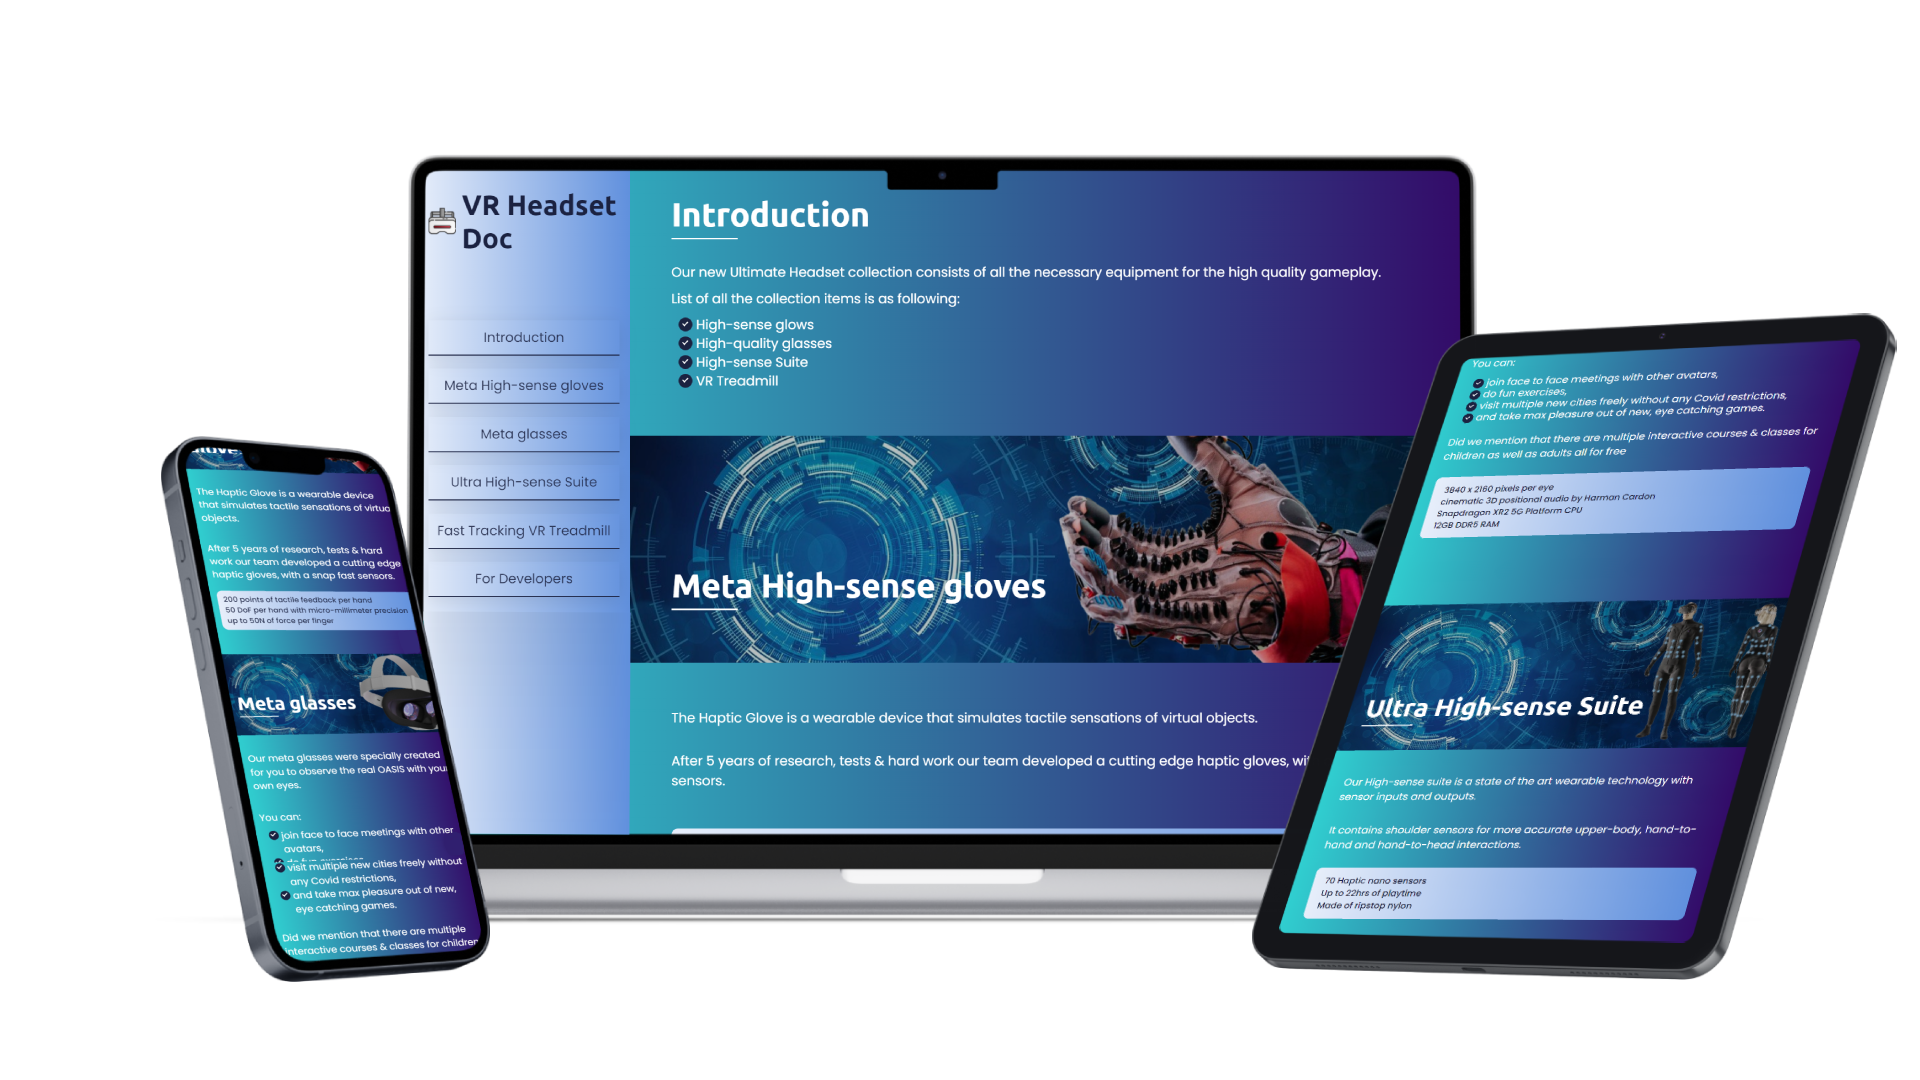 VR Headset
Doc
Introduction
Meta High-sense gloves
Meta glasses
Ultra High-sense Suite
Fast Tracking VR Treadmill
For Developers
Introduction
Our new Ultimate Headset collection consists of all the necessary equipment for the high quality gameplay.
List of all the collection items is as following:
High-sense glows
High-quality glasses
High-sense Suite
VR Treadmill
Meta High-sense gloves
The Haptic Glove is a wearable device that simulates tactile sensations of virtual objects.
After 5 years of research, tests & hard work our team developed a cutting edge haptic gloves, wi
sensors.
The Haptic Glove is a wearable device
that simulates tactile sensations of virtua
objects.
After 5 years of research, tests & hard
work our team developed a cutting edge
haptic gloves, with a snap fast sensors.
200 points of tactile feedback per hand
50 DoF per hand with micro-millimeter precision
up to 50N of force per finger
Meta glasses
Our meta glasses were specially created
for you to observe the real OASIS with your
own eyes.
You can:
join face to face meetings with other
avatars,
visit multiple new cities freely without
any Covid restrictions,
and take max pleasure out of new,
eye catching games.
Did we mention that there are multiple
interactive courses & classes for children
You can:
join face to face meetings with other avatars,
do fun exercises,
visit multiple new cities freely without any Covid restrictions,
and take max pleasure out of new, eye catching games.
Did we mention that there are multiple interactive courses & classes for
children as well as adults all for free
3840 x 2160 pixels per eye
cinematic 3D positional audio by Harman Cardon
Snapdragon XR2 5G Platform CPU
12GB DDR5 RAM
Ultra High-sense Suite
Our High-sense suite is a state of the art wearable technology with
sensor inputs and outputs.
It contains shoulder sensors for more accurate upper-body, hand-to-
hand and hand-to-head interactions.
70 Haptic nano sensors
Up to 22hrs of playtime
Made of ripstop nylon